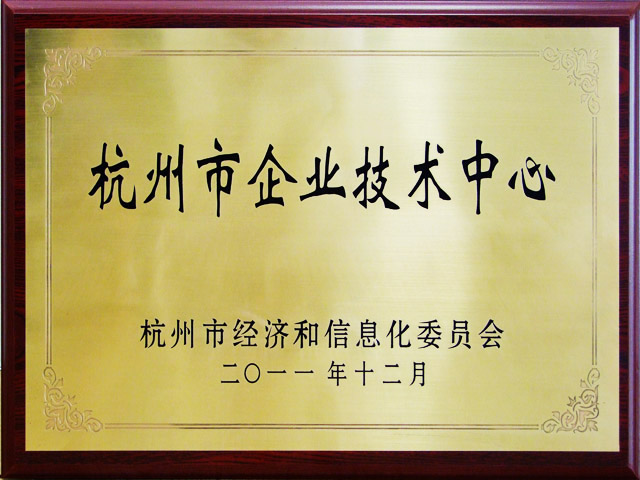 杭州市企业技术中心
杭州市经济和信息化委员会
二〇一一年十二月